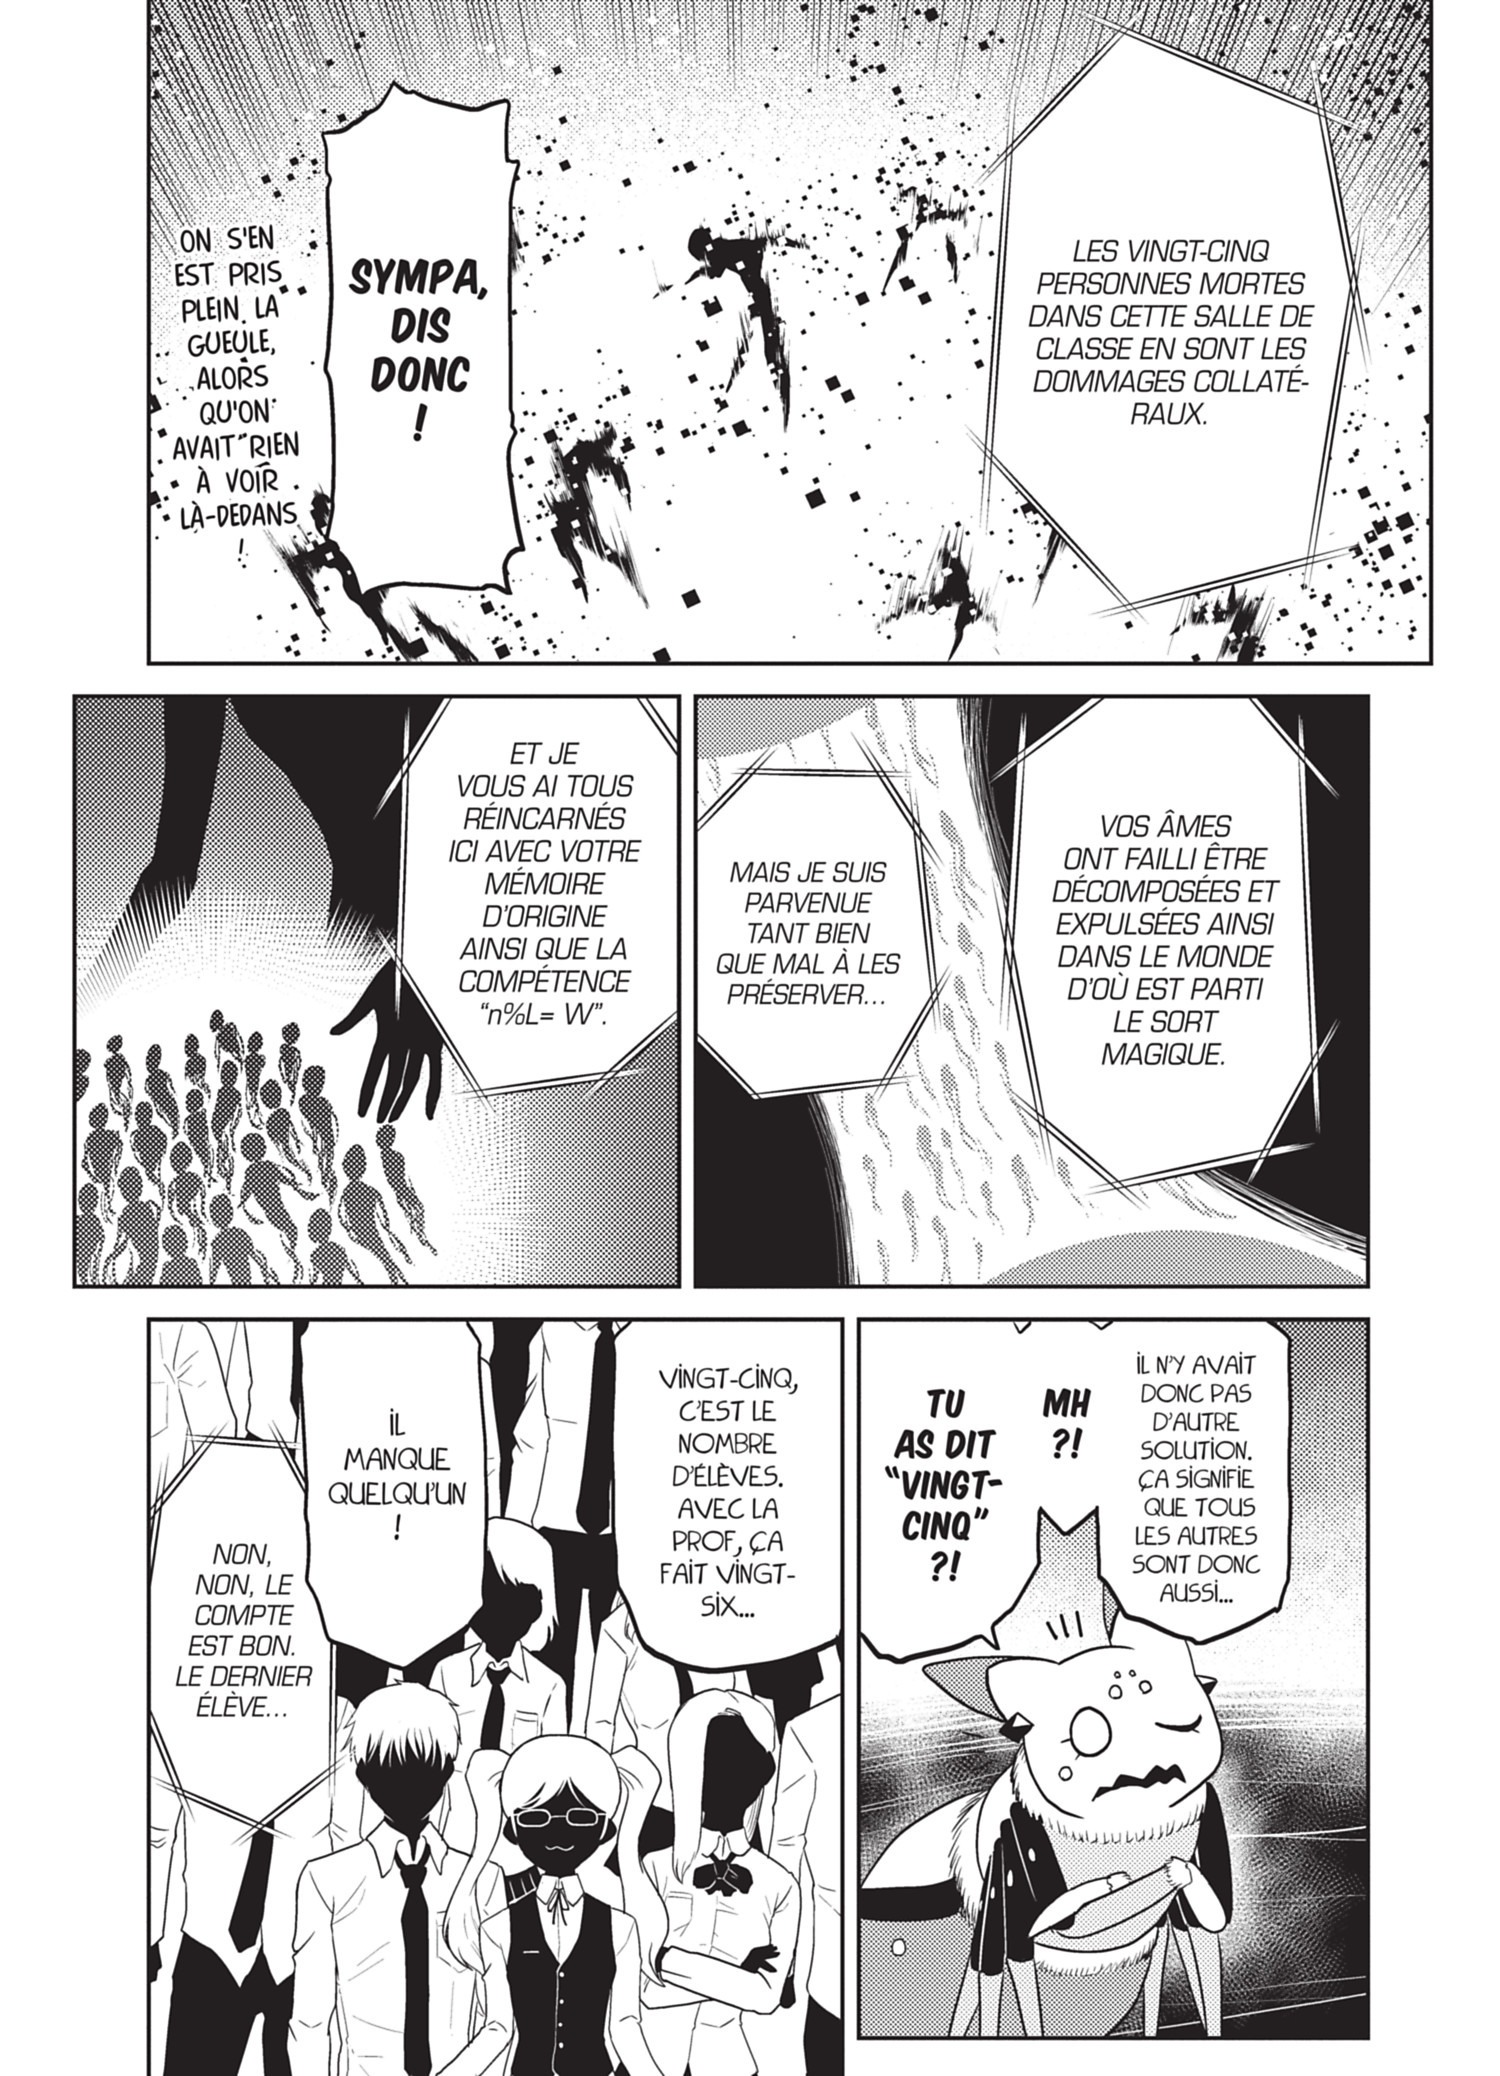 LES VINGT-CINQ
PERSONNES MORTES
DANS CETTE SALLE DE
CLASSE EN SONT LES
DOMMAGES COLLATÉ-
RAUX.
SYMPA,
DIS
DONC
!
ON S'EN
EST PRIS
PLEIN LA
GUEULE,
ALORS
QU'ON
AVAIT RIEN
À VOIR
LÀ-DEDANS
!
VOS ÂMES
ONT FAILLI ÊTRE
DÉCOMPOSÉES ET
EXPULSÉES AINSI
DANS LE MONDE
D'OÙ EST PARTI
LE SORT
MAGIQUE.
MAIS JE SUIS
PARVENUE
TANT BIEN
QUE MAL À LES
PRÉSERVER...
ET JE
VOUS AI TOUS
RÉINCARNÉS
ICI AVEC VOTRE
MÉMOIRE
D'ORIGINE
AINSI QUE LA
COMPÉTENCE
"n%L= W".
IL N'Y AVAIT
DONC PAS
D'AUTRE
SOLUTION.
ÇA SIGNIFIE
QUE TOUS
LES AUTRES
SONT DONC
AUSSI...
MH
?!
TU
AS DIT
"VINGT-
CINQ"
?!
VINGT-CINQ,
C'EST LE
NOMBRE
D'ÉLÈVES.
AVEC LA
PROF, ÇA
FAIT VINGT-
SIX...
IL
MANQUE
QUELQU'UN
!
NON,
NON, LE
COMPTE
EST BON.
LE DERNIER
ÉLÈVE...